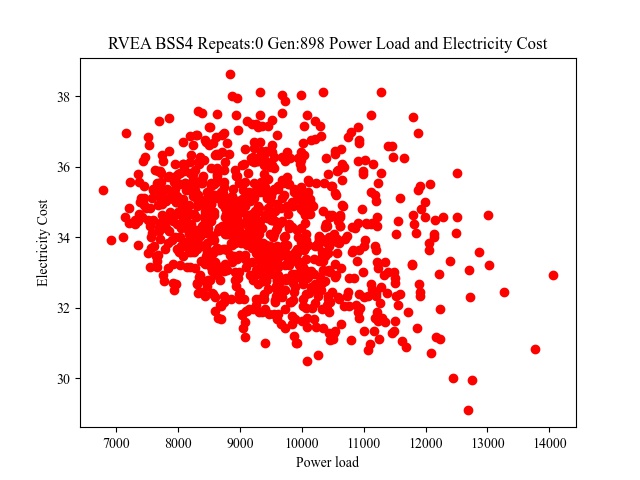 RVEA BSS4 Repeats:0 Gen:898 Power Load and Electricity Cost
38
36
34
32
30
Electricity Cost
7000 8000 9000 10000 11000 12000 13000 14000
Power load